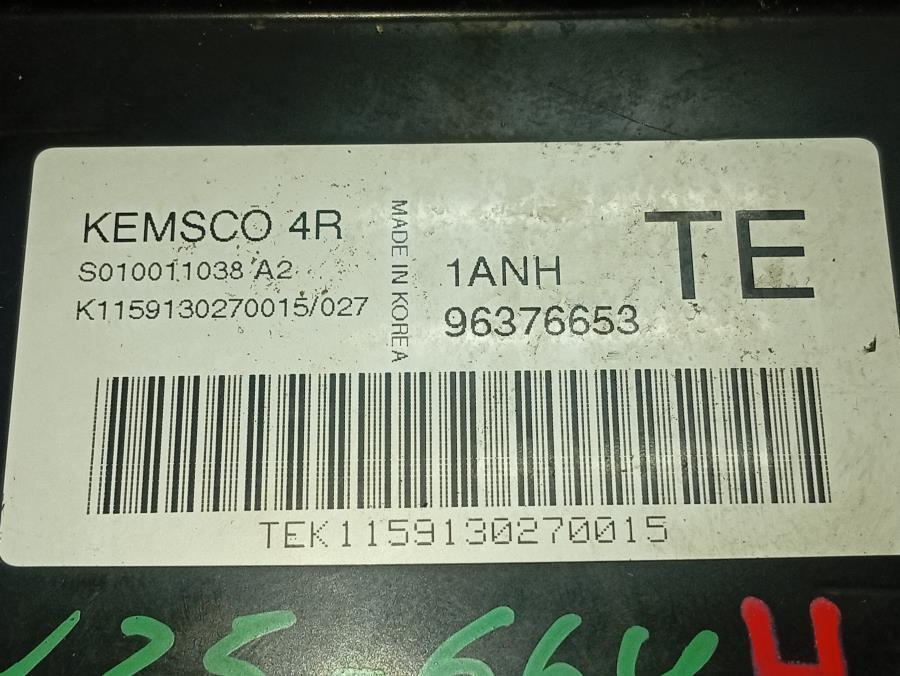 KEMSCO 4R
S010011038 A2
K1159130270015/027
MADE IN KOREA
1ANH
96376653
TE
TEK1159130270015
H